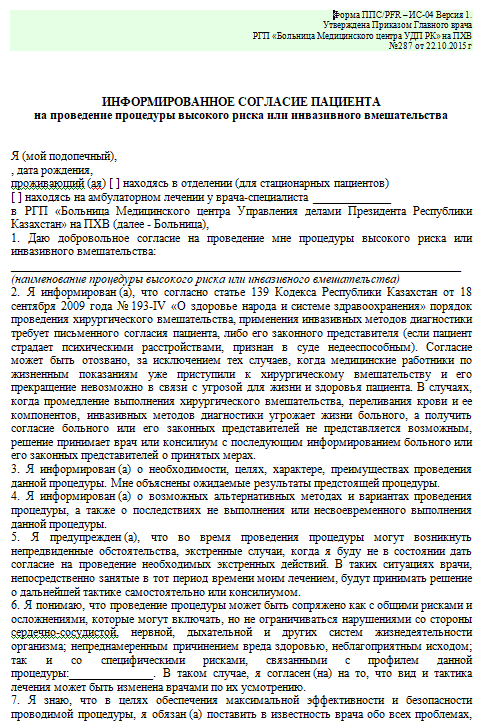 Форма ППС/PFR – ИС-04 Версия 1.
Утверждена Приказом Главного врача
РГП «Больница Медицинского центра УДП РК» на ПХВ
№287 от 22.10.2015 г
ИНФОРМИРОВАННОЕ СОГЛАСИЕ ПАЦИЕНТА
на проведение процедуры высокого риска или инвазивного вмешательства
Я (мой подопечный),
, дата рождения,
проживающий (ая) [ ] находясь в отделении (для стационарных пациентов)
[ ] находясь на амбулаторном лечении у врача-специалиста ______________
в РГП «Больница Медицинского центра Управления делами Президента Республики
Казахстан» на ПХВ (далее - Больница),
1. Даю добровольное согласие на проведение мне процедуры высокого риска или
инвазивного вмешательства:
______________________________________________________________________________
(наименование процедуры высокого риска или инвазивного вмешательства)
2. Я информирован (а), что согласно статье 139 Кодекса Республики Казахстан от 18
сентября 2009 года № 193-IV «О здоровье народа и системе здравоохранения» порядок
проведения хирургического вмешательства, применения инвазивных методов диагностики
требует письменного согласия пациента, либо его законного представителя (если пациент
страдает психическими расстройствами, признан в суде недееспособным). Согласие
может быть отозвано, за исключением тех случаев, когда медицинские работники по
жизненным показаниям уже приступили к хирургическому вмешательству и его
прекращение невозможно в связи с угрозой для жизни и здоровья пациента. В случаях,
когда промедление выполнения хирургического вмешательства, переливания крови и ее
компонентов, инвазивных методов диагностики угрожает жизни больного, а получить
согласие больного или его законных представителей не представляется возможным,
решение принимает врач или консилиум с последующим информированием больного или
его законных представителей о принятых мерах.
3. Я информирован (а) о необходимости, целях, характере, преимуществах проведения
данной процедуры. Мне объяснены ожидаемые результаты предстоящей процедуры.
4. Я информирован (а) о возможных альтернативных методах и вариантах проведения
процедуры, а также о последствиях не выполнения или несвоевременного выполнения
данной процедуры.
5. Я предупрежден (а), что во время проведения процедуры могут возникнуть
непредвиденные обстоятельства, экстренные случаи, когда я буду не в состоянии дать
согласие на проведение необходимых экстренных действий. В таких ситуациях врачи,
непосредственно занятые в тот период времени моим лечением, будут принимать решение
о дальнейшей тактике самостоятельно или консилиумом.
6. Я понимаю, что проведение процедуры может быть сопряжено как с общими рисками и
осложнениями, которые могут включать, но не ограничиваться нарушениями со стороны
сердечно-сосудистой, нервной, дыхательной и других систем жизнедеятельности
организма; непреднамеренным причинением вреда здоровью, неблагоприятным исходом;
так и со специфическими рисками, связанными с профилем данной
процедуры:______________. В таком случае, я согласен (на) на то, что вид и тактика
лечения может быть изменена врачами по их усмотрению.
7. Я знаю, что в целях обеспечения максимальной эффективности и безопасности
проводимой процедуры, я обязан (а) поставить в известность врача обо всех проблемах,